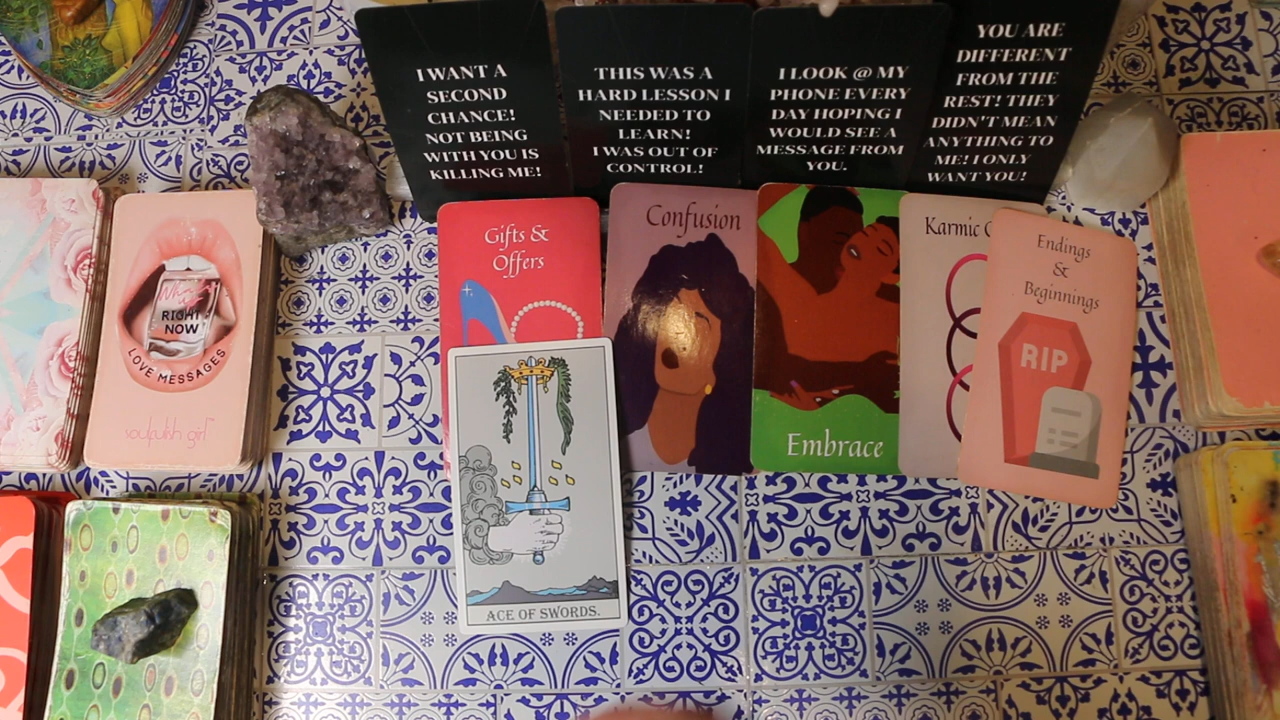 I WANT A
SECOND
CHANCE!
NOT BEING
WITH YOU IS
KILLING ME!
THIS WAS A
HARD LESSON I
NEEDED TO
LEARN!
I WAS OUT OF
CONTROL!
I LOOK @ MY
PHONE EVERY
DAY HOPING I
WOULD SEE A
MESSAGE FROM
YOU.
YOU ARE
DIFFERENT
FROM THE
REST! THEY
DIDN'T MEAN
ANYTHING TO
ME! I ONLY
WANT YOU!
RIGHT
NOW
LOVE MESSAGES
soulpish girl
Gifts &
Offers
Confusion
Embrace
Karmic
Endings
&
Beginnings
RIP
ACE OF SWORDS.